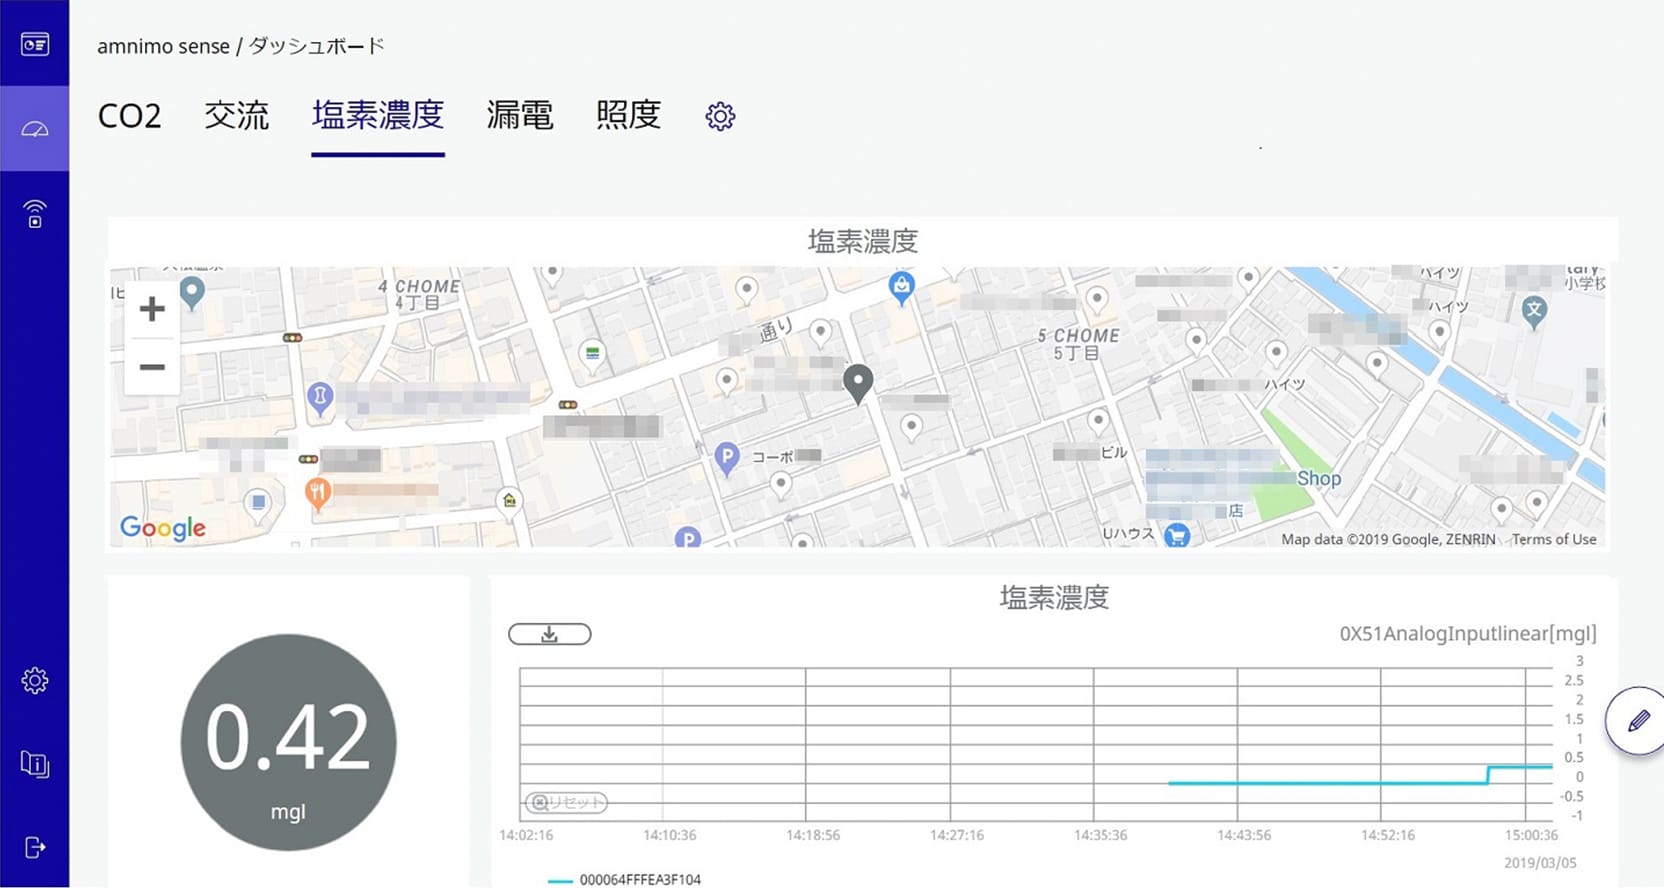 amnimo sense / ダッシュボード
CO2 交流 塩素濃度 漏電 照度
塩素濃度
4 CHOME
4丁目
通り
5 CHOME
5丁目
ハイツ
小学校
文
ハイツ
ハイツ
P
コーポ
ビル
Shop
店
Uハウス
P
Google
Map data ©2019 Google, ZENRIN Terms of Use
0.42
mgl
塩素濃度
0X51AnalogInputlinear[mgl]
3
2.5
2
1.5
1
0.5
0
-0.5
-1
リセット
14:02:16 14:10:36 14:18:56 14:27:16 14:35:36 14:43:56 14:52:16 15:00:36
2019/03/05
000064FFFEA3F104